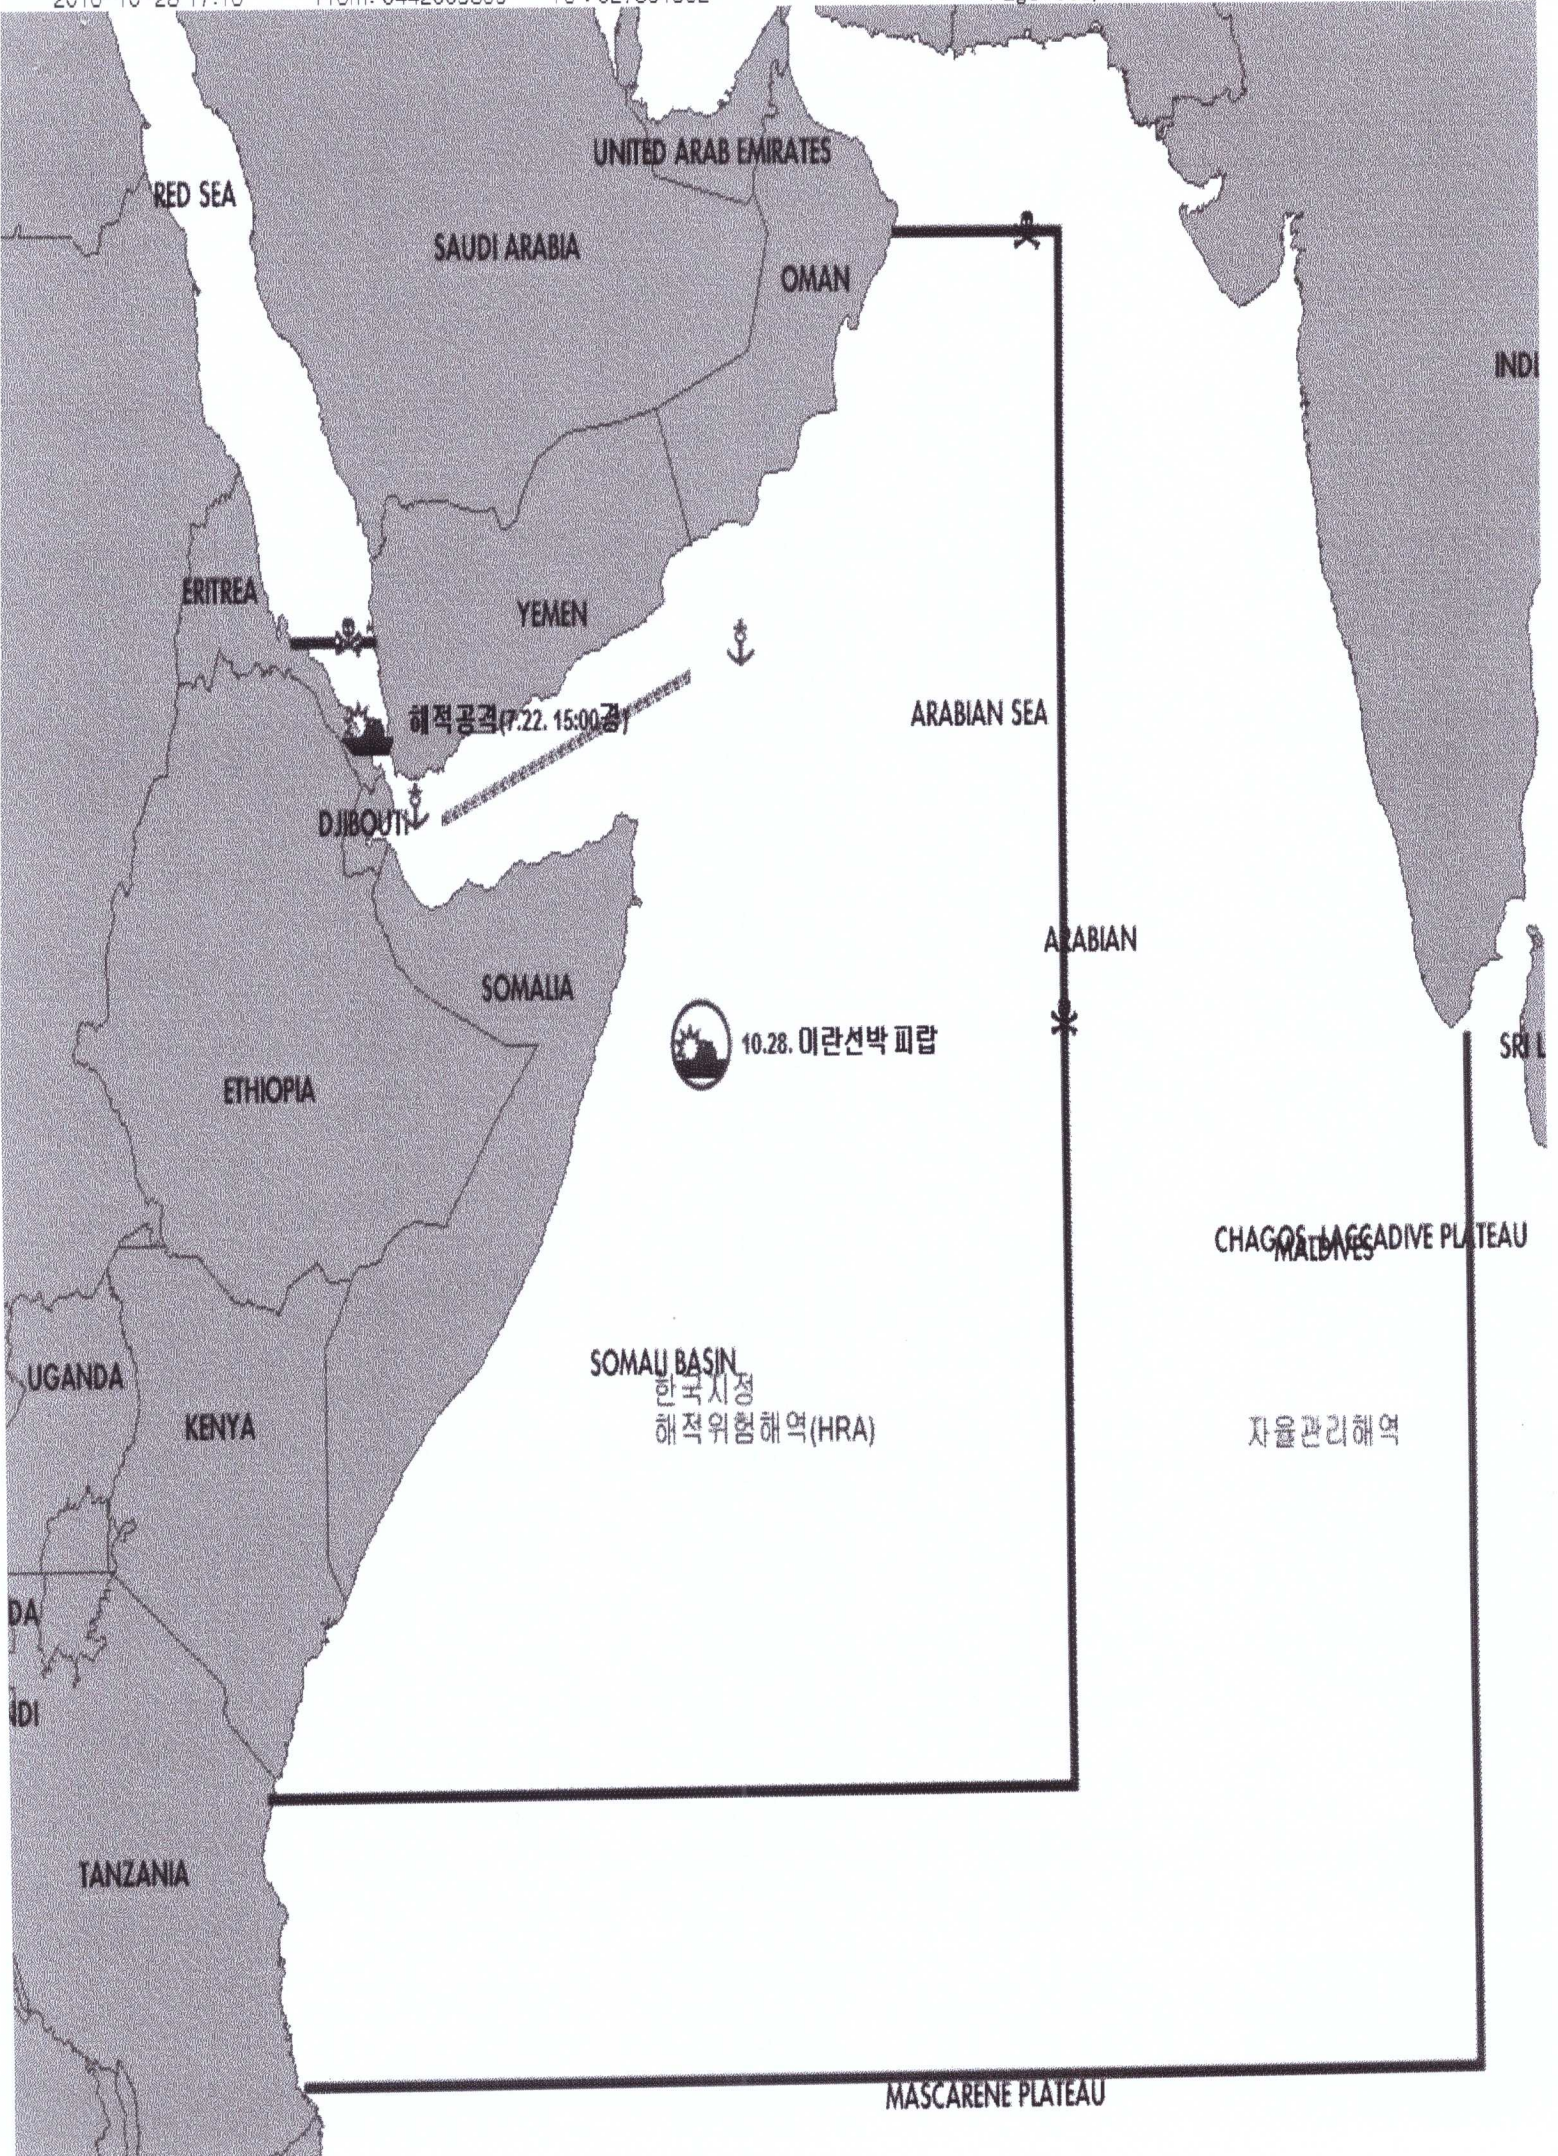 UNITED ARAB EMIRATES
RED SEA
SAUDI ARABIA
OMAN
INDI
ERITREA
YEMEN
해적공격(7.22. 15:00경)
ARABIAN SEA
DJIBOUTI
ARABIAN
SOMALIA
10.28. 이란선박 피랍
SRI L
ETHIOPIA
CHAGOS-LACCADIVE PLATEAU
MALDIVES
SOMALI BASIN
한국지정
해적위험해역(HRA)
자율관리해역
UGANDA
KENYA
DA
NDI
TANZANIA
MASCARENE PLATEAU